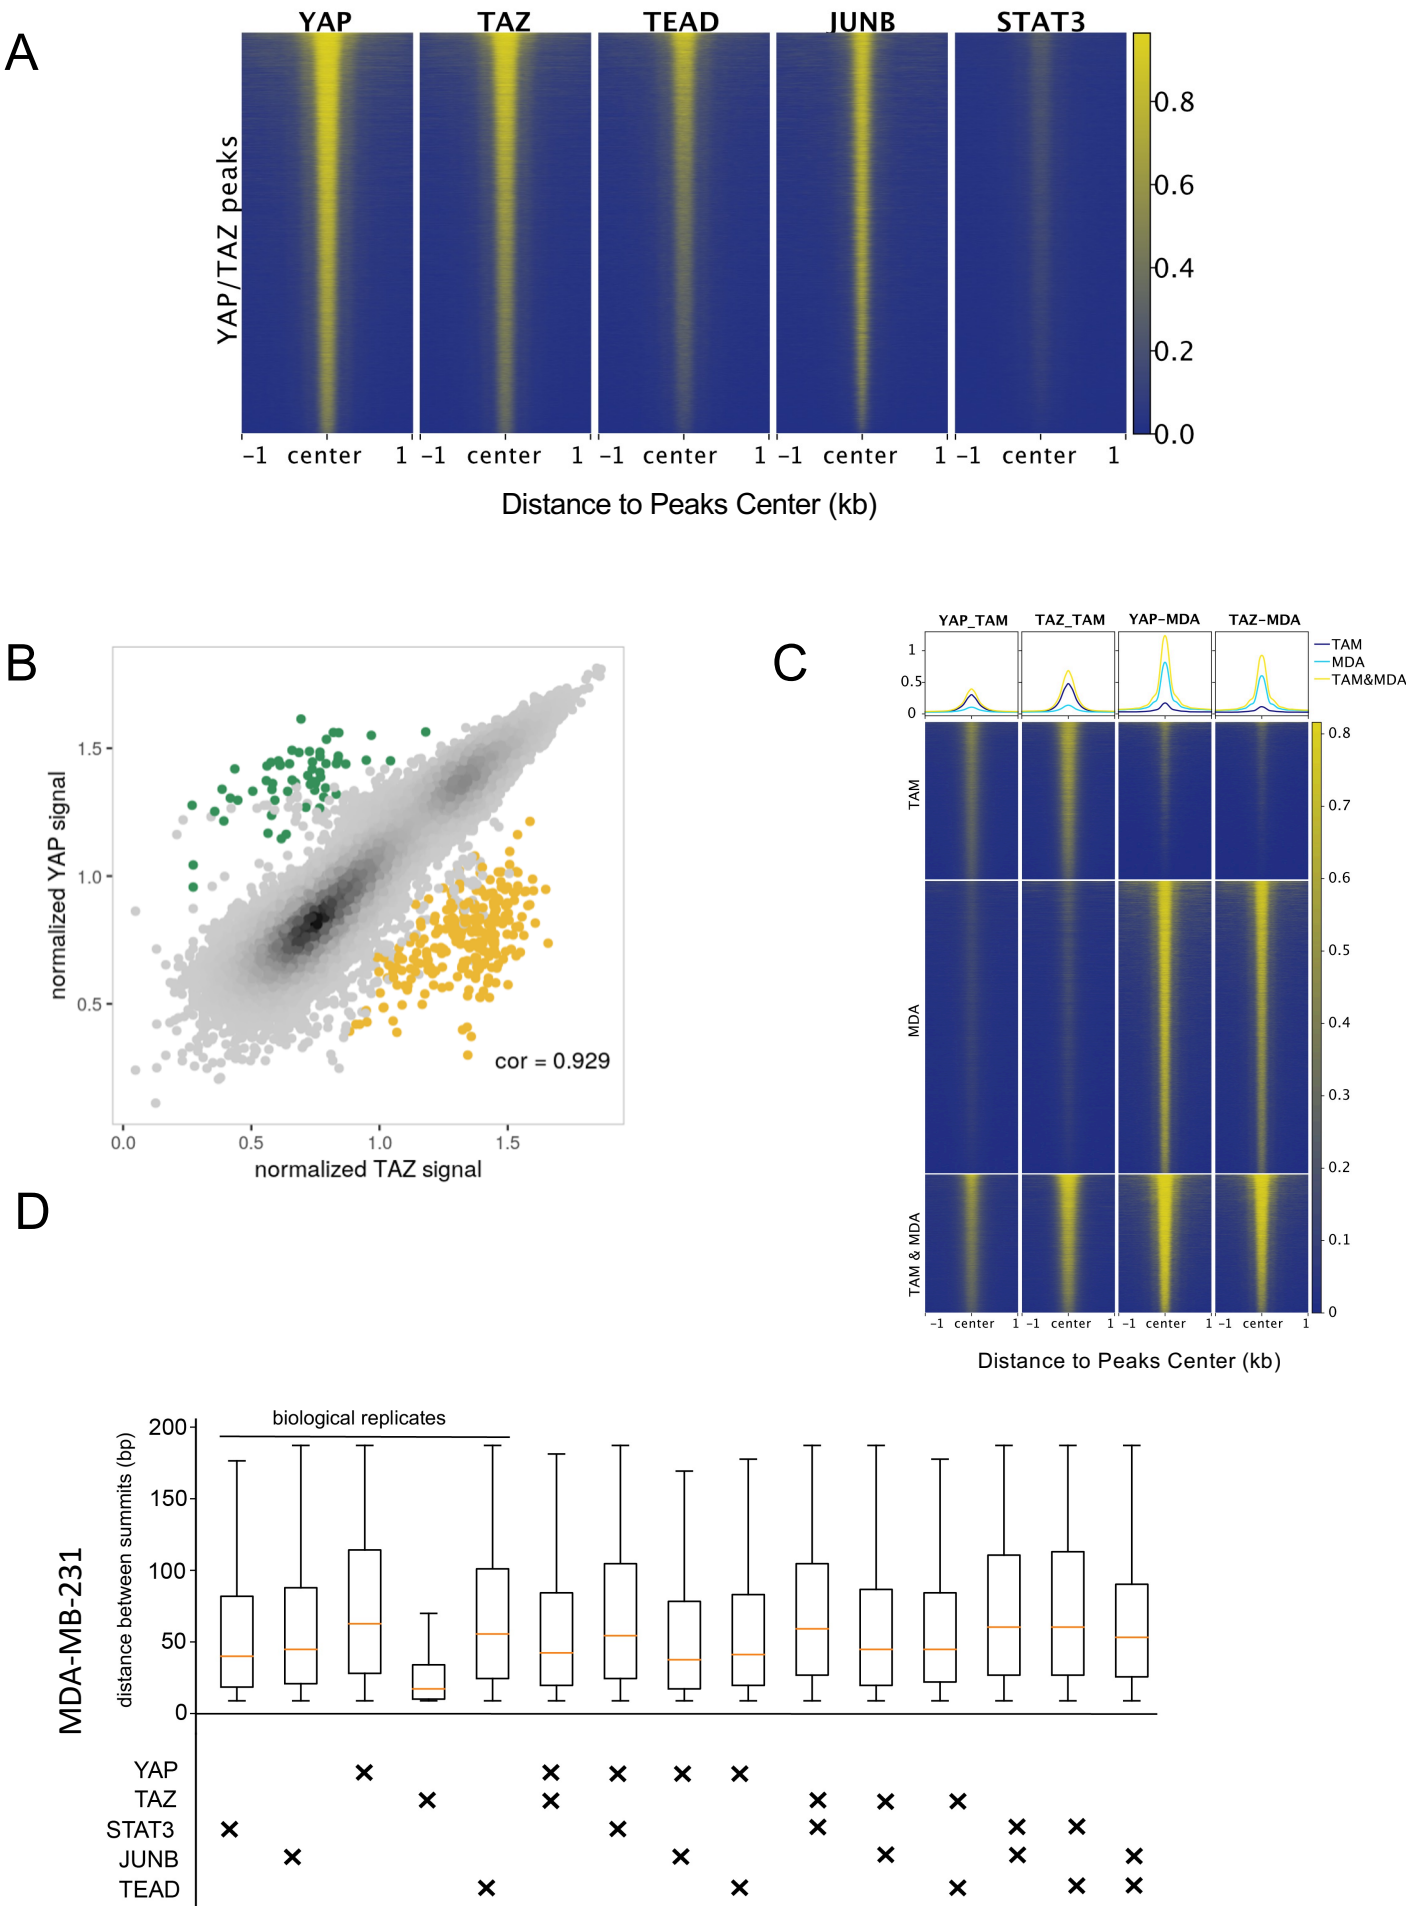 A
YAP TAZ TEAD JUNB STAT3
YAP/TAZ peaks
0.8
0.6
0.4
0.2
0.0
-1 center 1 -1 center 1 -1 center 1 -1 center 1 -1 center 1
Distance to Peaks Center (kb)
B
normalized YAP signal
1.5
1.0
0.5
cor = 0.929
0.0 0.5 1.0 1.5
normalized TAZ signal
C
YAP_TAM TAZ_TAM YAP-MDA TAZ-MDA
1
0.5
0
TAM
MDA
TAM&MDA
TAM
MDA
TAM & MDA
0.8
0.7
0.6
0.5
0.4
0.3
0.2
0.1
0
-1 center 1 -1 center 1 -1 center 1 -1 center 1
Distance to Peaks Center (kb)
D
MDA-MB-231
distance between summits (bp)
biological replicates
200
150
100
50
0
YAP
TAZ
STAT3
JUNB
TEAD